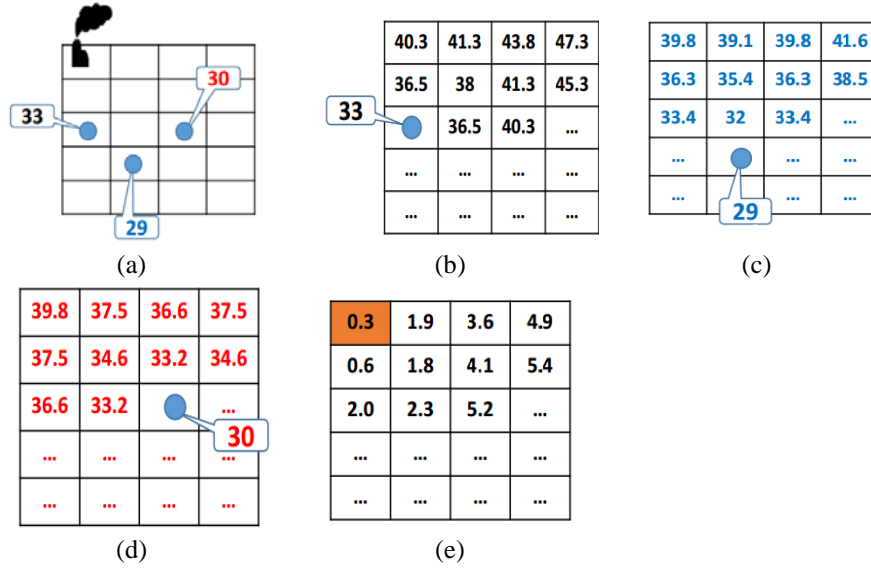 30
33
29
(a)
40.3 41.3 43.8 47.3
36.5 38 41.3 45.3
33 36.5 40.3 ...
... ... ... ...
... ... ... ...
(b)
39.8 39.1 39.8 41.6
36.3 35.4 36.3 38.5
33.4 32 33.4 ...
... ... ...
... ... ...
29
(c)
39.8 37.5 36.6 37.5
37.5 34.6 33.2 34.6
36.6 33.2 ...
30
... ... ... ...
... ... ... ...
(d)
0.3 1.9 3.6 4.9
0.6 1.8 4.1 5.4
2.0 2.3 5.2 ...
... ... ... ...
... ... ... ...
(e)